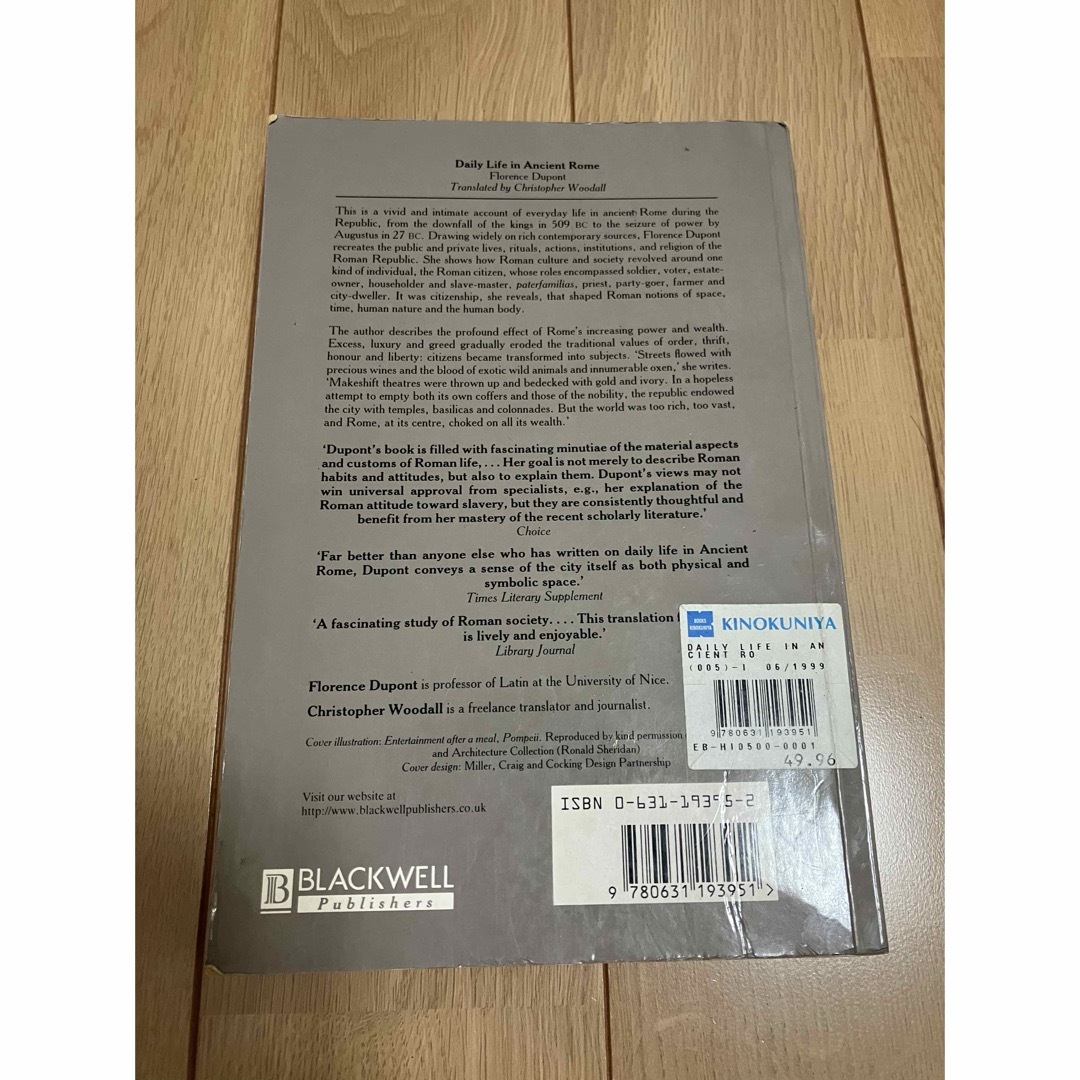 Daily Life in Ancient Rome
Florence Dupont
Translated by Christopher Woodall
This is a vivid and intimate account of everyday life in ancient Rome during the
Republic, from the downfall of the kings in 509 BC to the seizure of power by
Augustus in 27 BC. Drawing widely on rich contemporary sources, Florence Dupont
recreates the public and private lives, rituals, actions, institutions, and religion of the
Roman Republic. She shows how Roman culture and society revolved around one
kind of individual, the Roman citizen, whose roles encompassed soldier, voter, estate-
owner, householder and slave-master, paterfamilias, priest, party-goer, farmer and
city-dweller. It was citizenship, she reveals, that shaped Roman notions of space,
time, human nature and the human body.
The author describes the profound effect of Rome's increasing power and wealth.
Excess, luxury and greed gradually eroded the traditional values of order, thrift,
honour and liberty: citizens became transformed into subjects. 'Streets flowed with
precious wines and the blood of exotic wild animals and innumerable oxen,' she writes.
'Makeshift theatres were thrown up and bedecked with gold and ivory. In a hopeless
attempt to empty both its own coffers and those of the nobility, the republic endowed
the city with temples, basilicas and colonnades. But the world was too rich, too vast,
and Rome, at its centre, choked on all its wealth.'
'Dupont's book is filled with fascinating minutiae of the material aspects
and customs of Roman life,... Her goal is not merely to describe Roman
habits and attitudes, but also to explain them. Dupont's views may not
win universal approval from specialists, e.g., her explanation of the
Roman attitude toward slavery, but they are consistently thoughtful and
benefit from her mastery of the recent scholarly literature.'
Choice
'Far better than anyone else who has written on daily life in Ancient
Rome, Dupont conveys a sense of the city itself as both physical and
symbolic space.'
Times Literary Supplement
'A fascinating study of Roman society.... This translation
is lively and enjoyable.'
Library Journal
Florence Dupont is professor of Latin at the University of Nice.
Christopher Woodall is a freelance translator and journalist.
Cover illustration: Entertainment after a meal, Pompeii. Reproduced by kind permission
and Architecture Collection (Ronald Sheridan)
Cover design: Miller, Craig and Cocking Design Partnership
Visit our website at
http://www.blackwellpublishers.co.uk
B BLACKWELL
Publishers
BOOKS
KINOKUNIYA
KINOKUNIYA
DAILY LIFE IN AN
CIENT RO
(005)-I 06/1999
9 780631 193951
EB-HI0500-0001
49.96
ISBN 0-631-19395-2
9 780631 193951 >